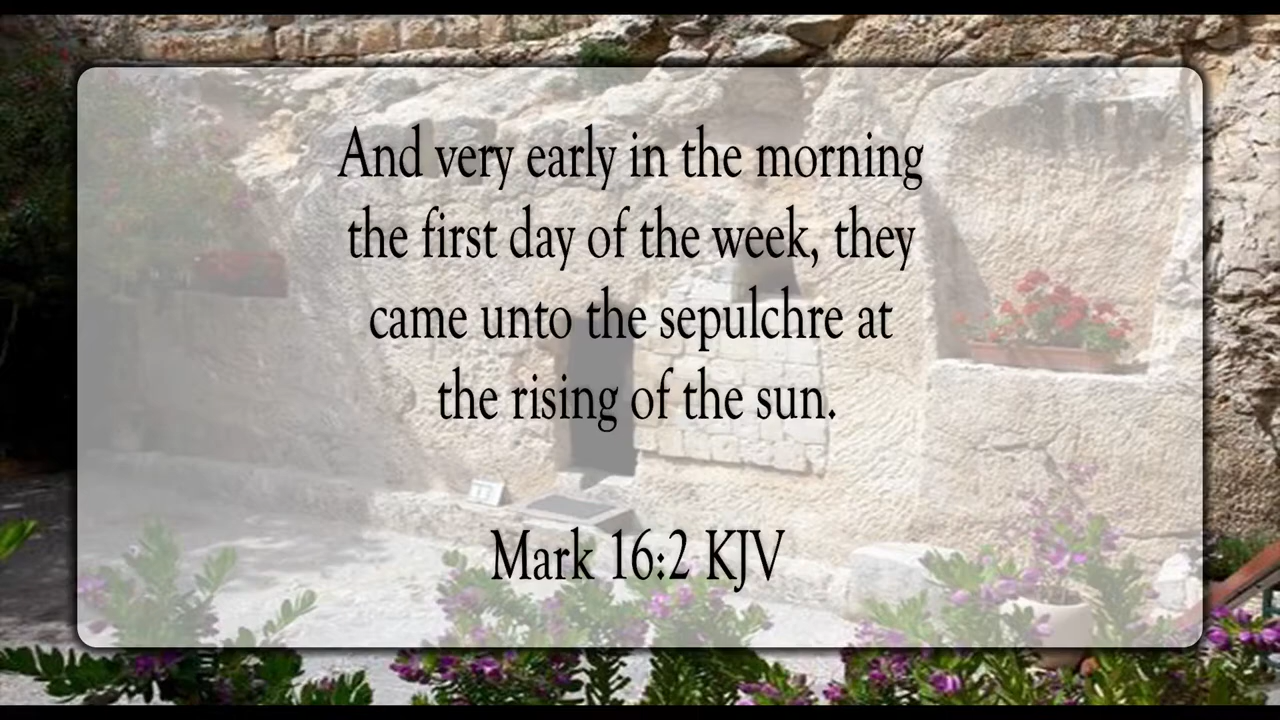 And very early in the morning
the first day of the week, they
came unto the sepulchre at
the rising of the sun.
Mark 16:2 KJV